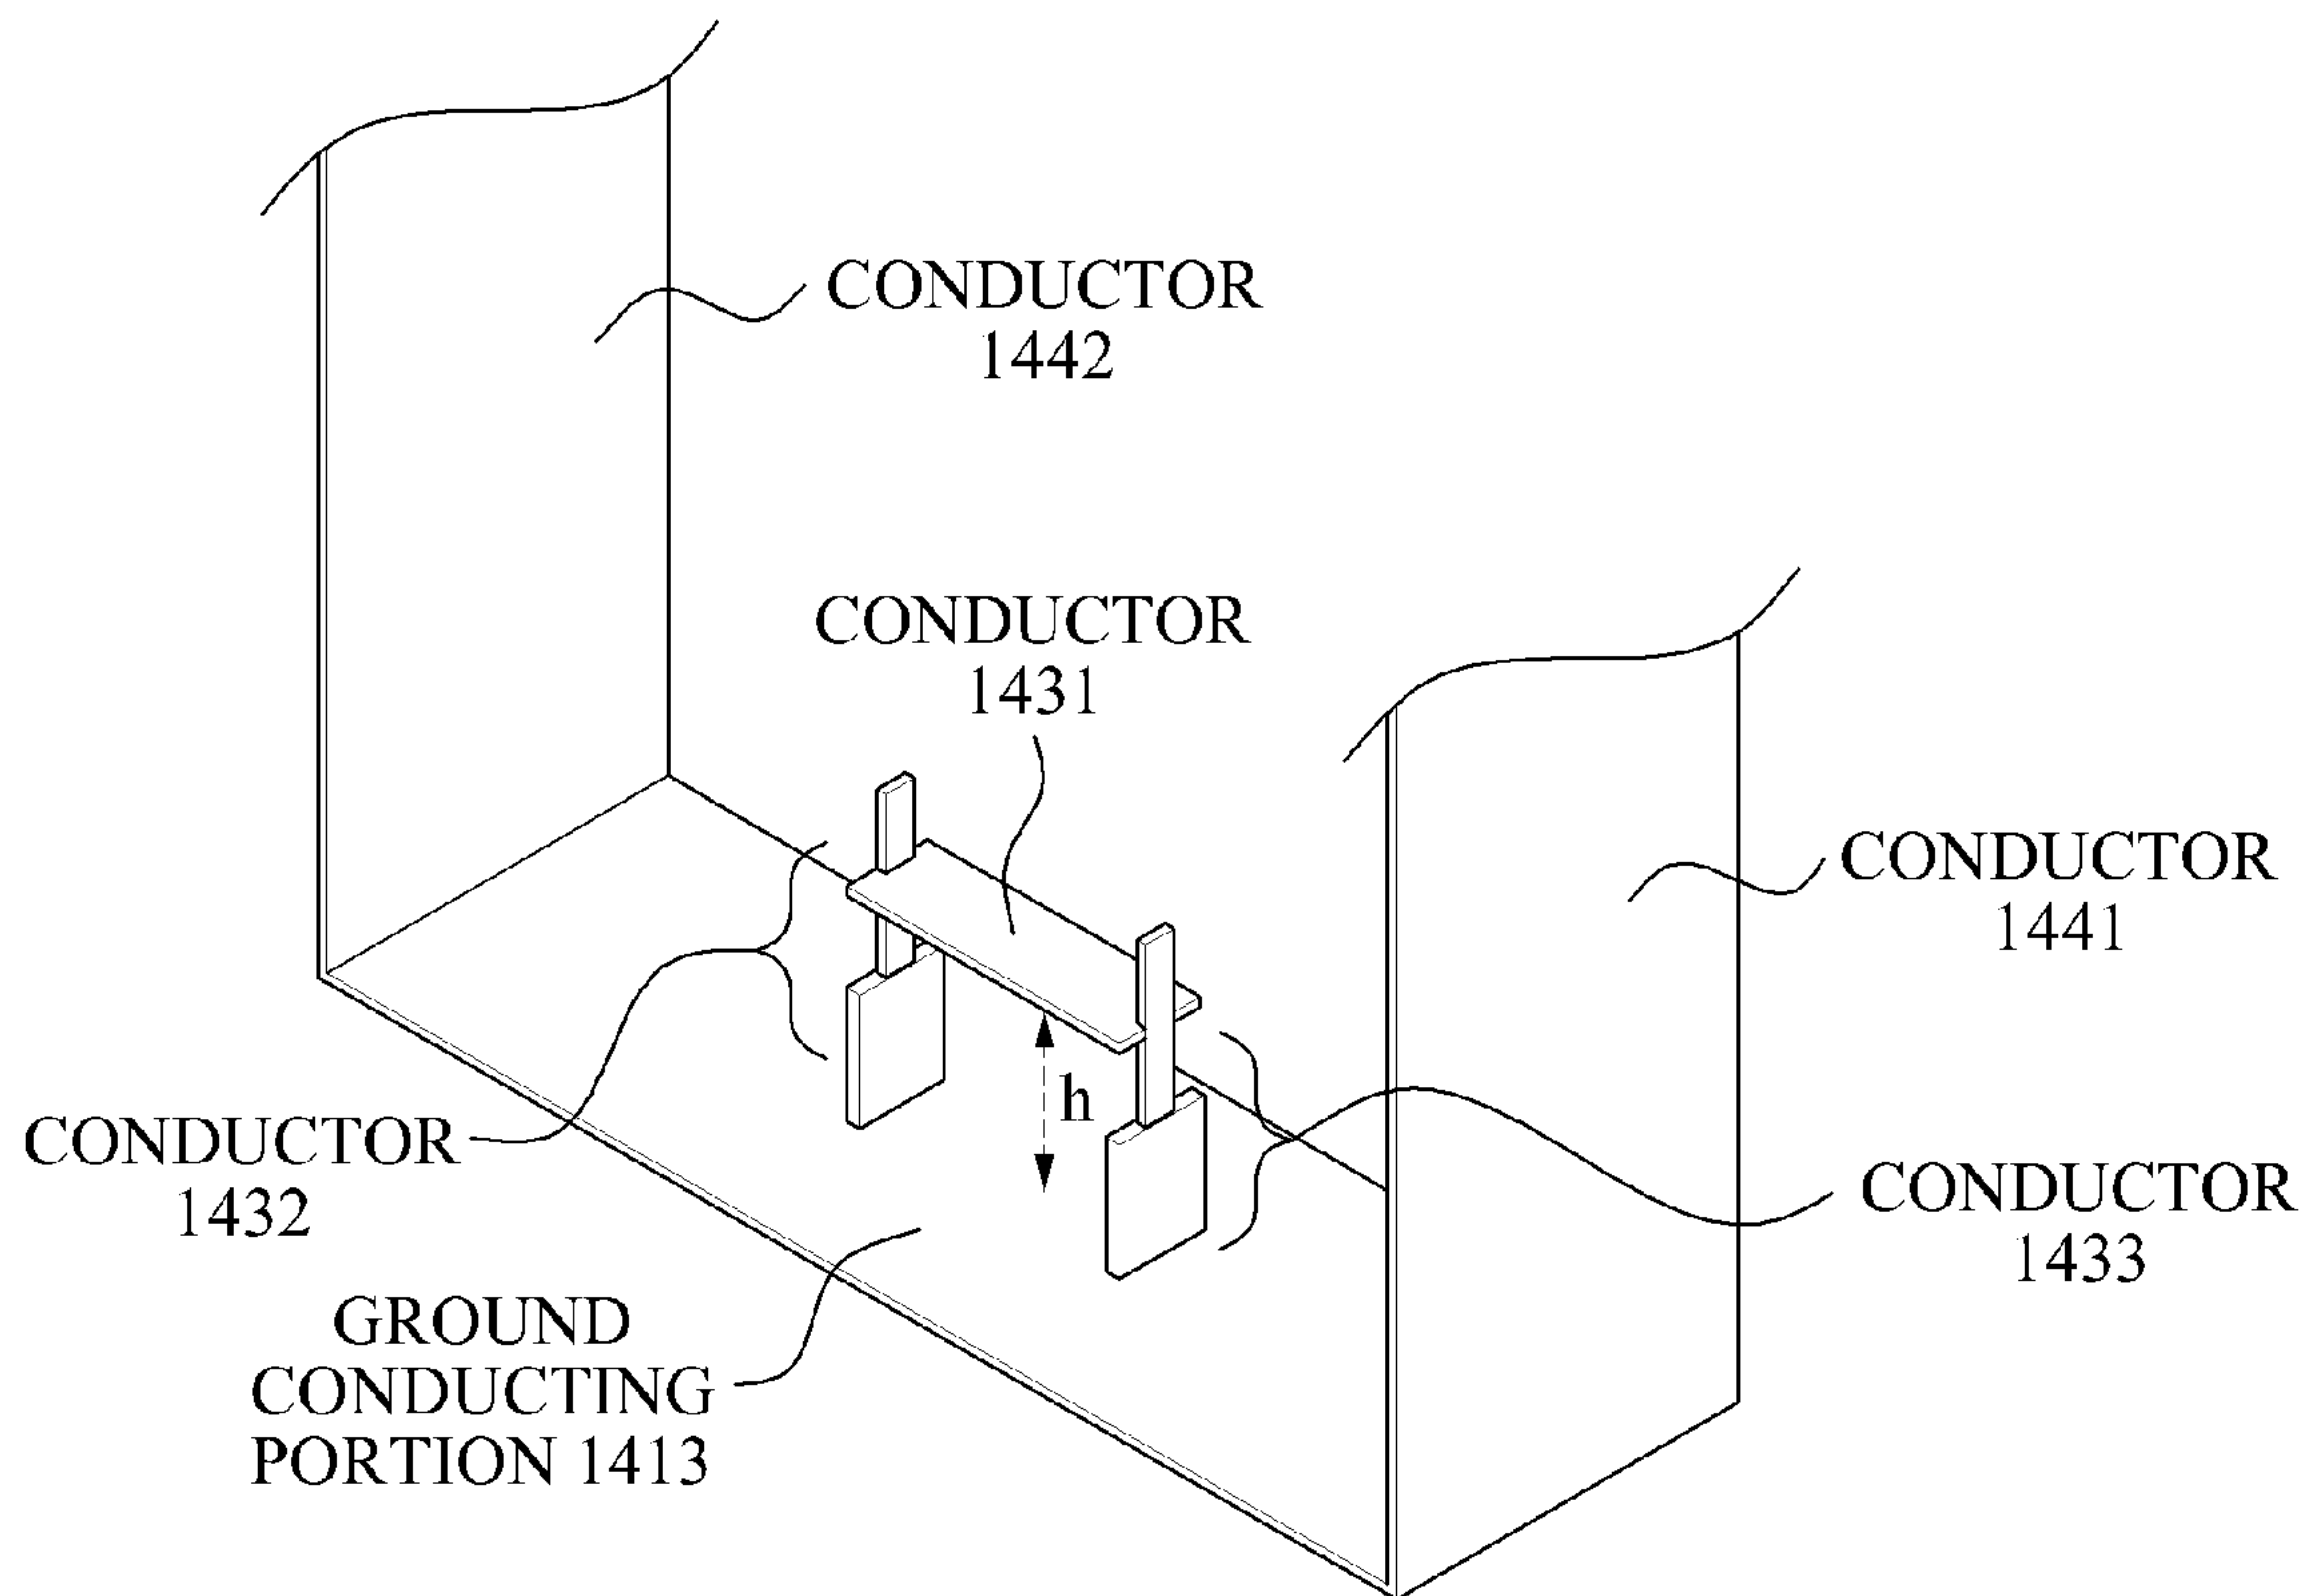 CONDUCTOR
1442
CONDUCTOR
1431
CONDUCTOR
1441
h
CONDUCTOR
1432
CONDUCTOR
1433
GROUND
CONDUCTING
PORTION 1413